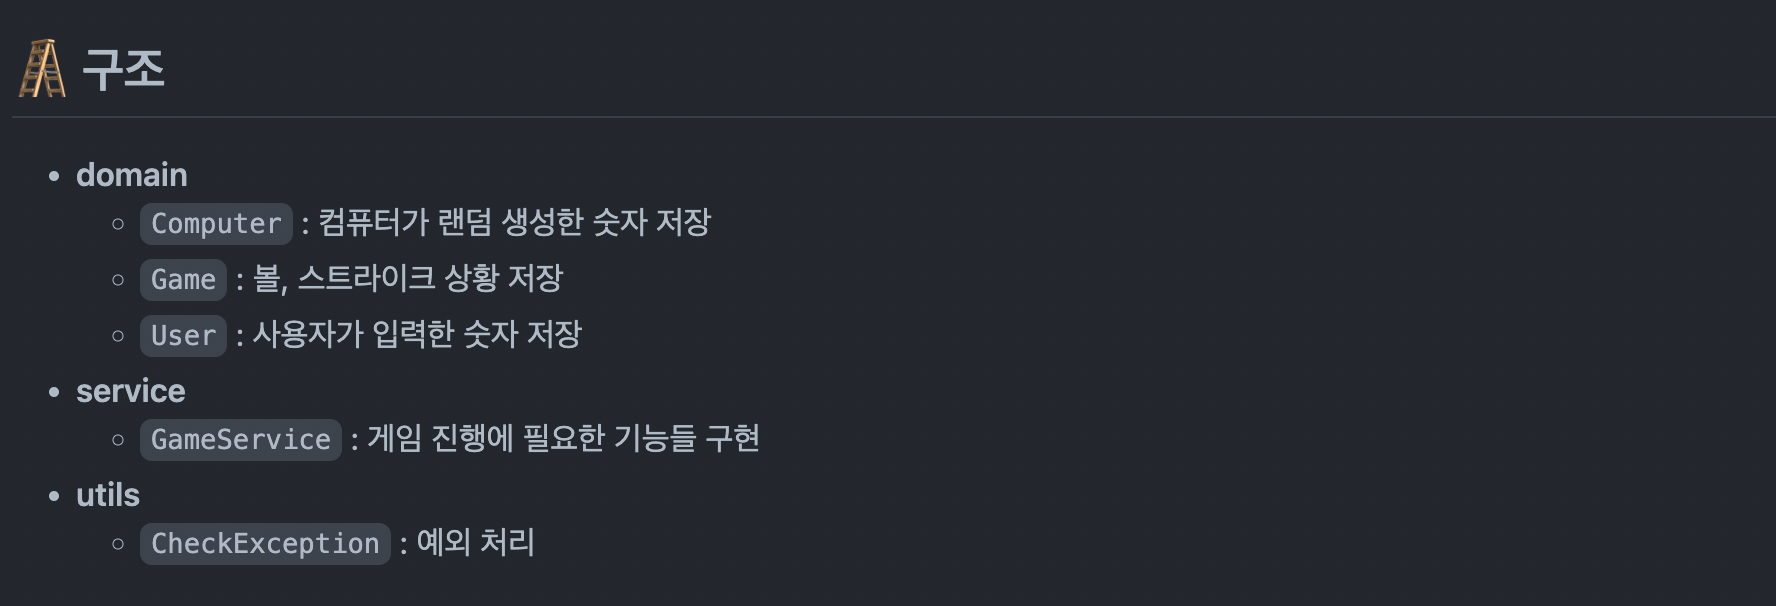 🪜 구조
domain
Computer : 컴퓨터가 랜덤 생성한 숫자 저장
Game : 볼, 스트라이크 상황 저장
User : 사용자가 입력한 숫자 저장
service
GameService : 게임 진행에 필요한 기능들 구현
utils
CheckException : 예외 처리